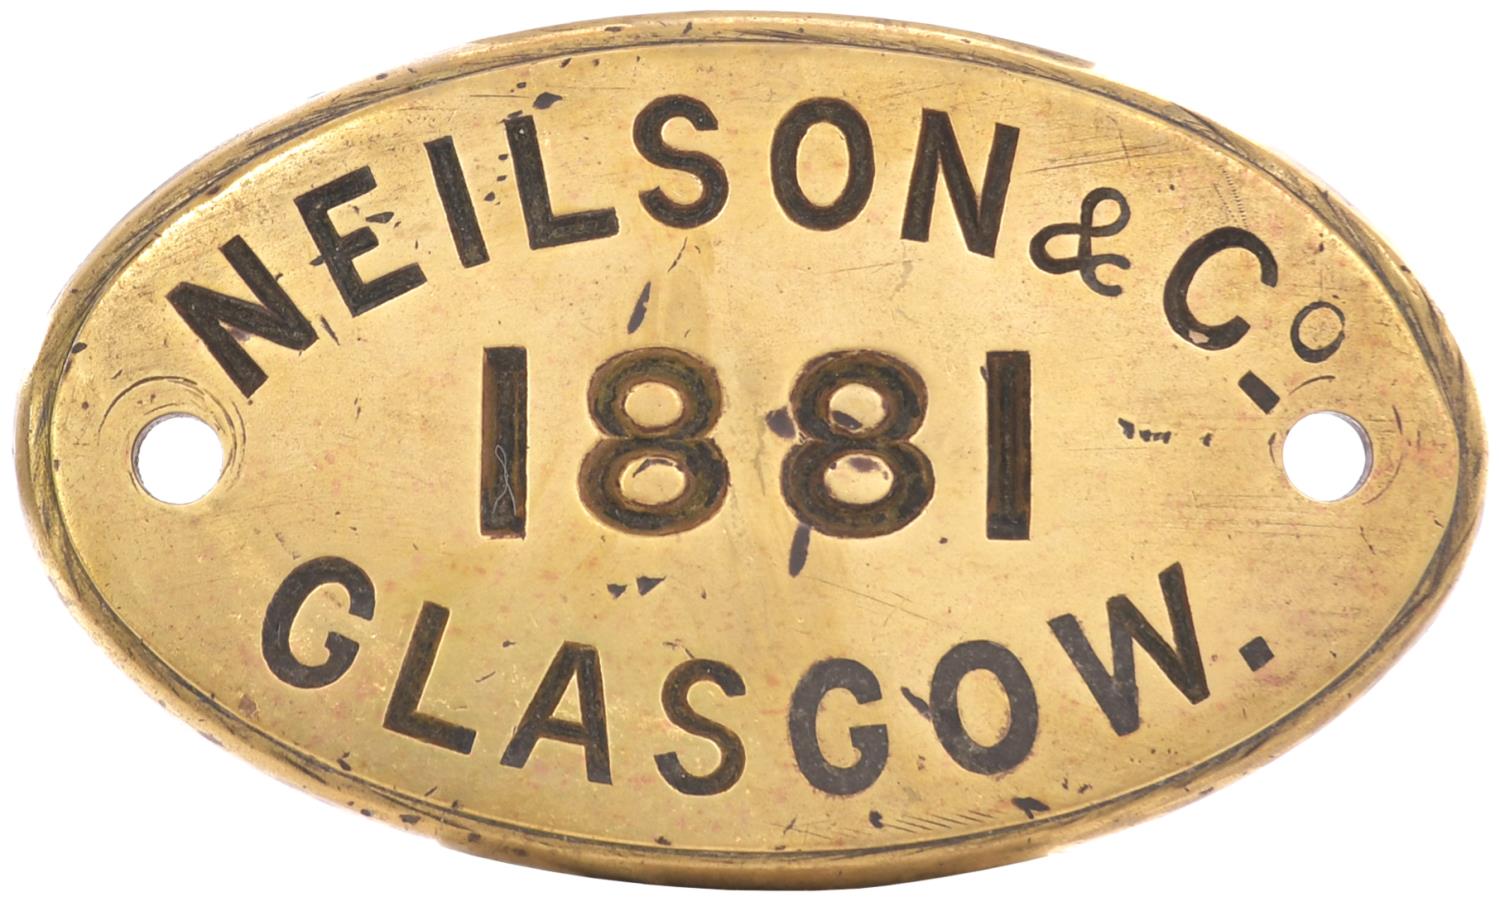 NEILSON & Co.
1881
GLASGOW.